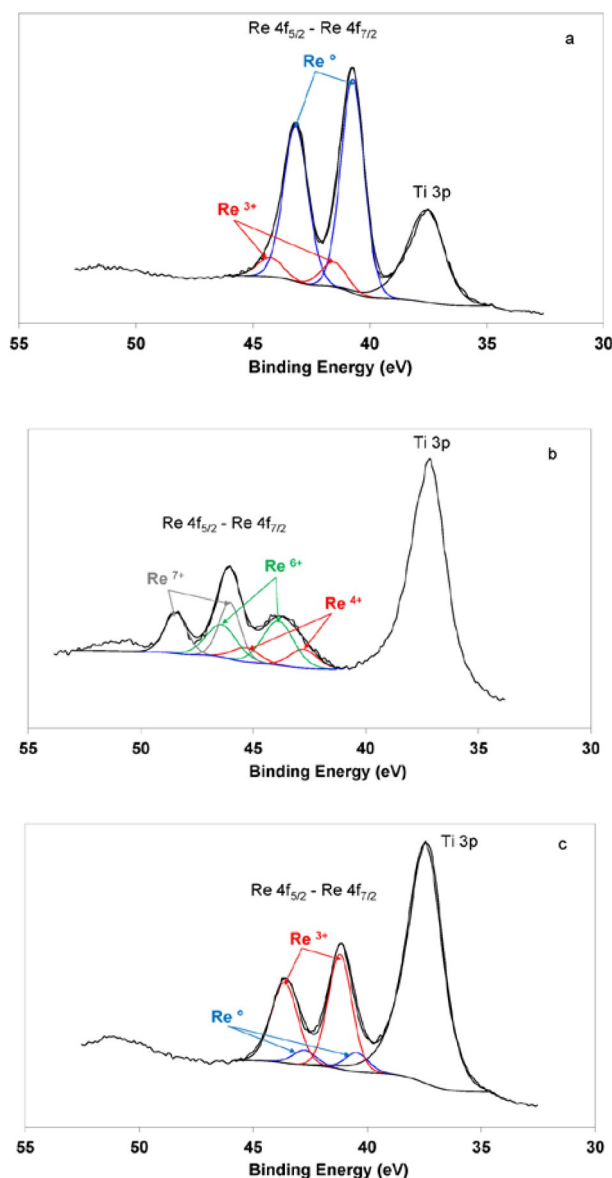 Re 4f5/2 - Re 4f7/2
a
Re °
Ti 3p
Re 3+
55 50 45 40 35 30
Binding Energy (eV)
Ti 3p
b
Re 4f5/2 - Re 4f7/2
Re 7+
Re 6+
Re 4+
55 50 45 40 35 30
Binding Energy (eV)
Ti 3p
c
Re 4f5/2 - Re 4f7/2
Re 3+
Re °
55 50 45 40 35 30
Binding Energy (eV)